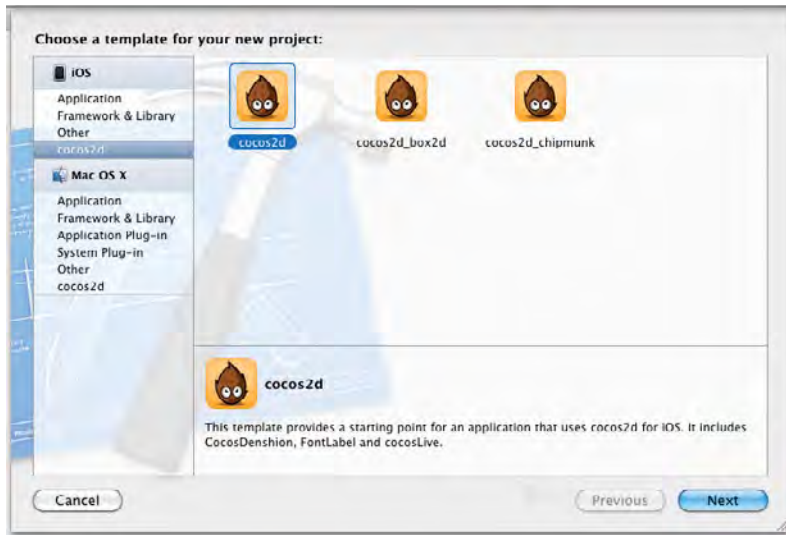 Choose a template for your new project:
iOS
Application
Framework & Library
Other
cocos2d
Mac OS X
Application
Framework & Library
Application Plug-in
System Plug-in
Other
cocos2d
cocos2d
cocos2d_box2d
cocos2d_chipmunk
cocos2d
This template provides a starting point for an application that uses cocos2d for iOS. It includes
CocosDenshion, FontLabel and cocosLive.
Cancel
Previous
Next